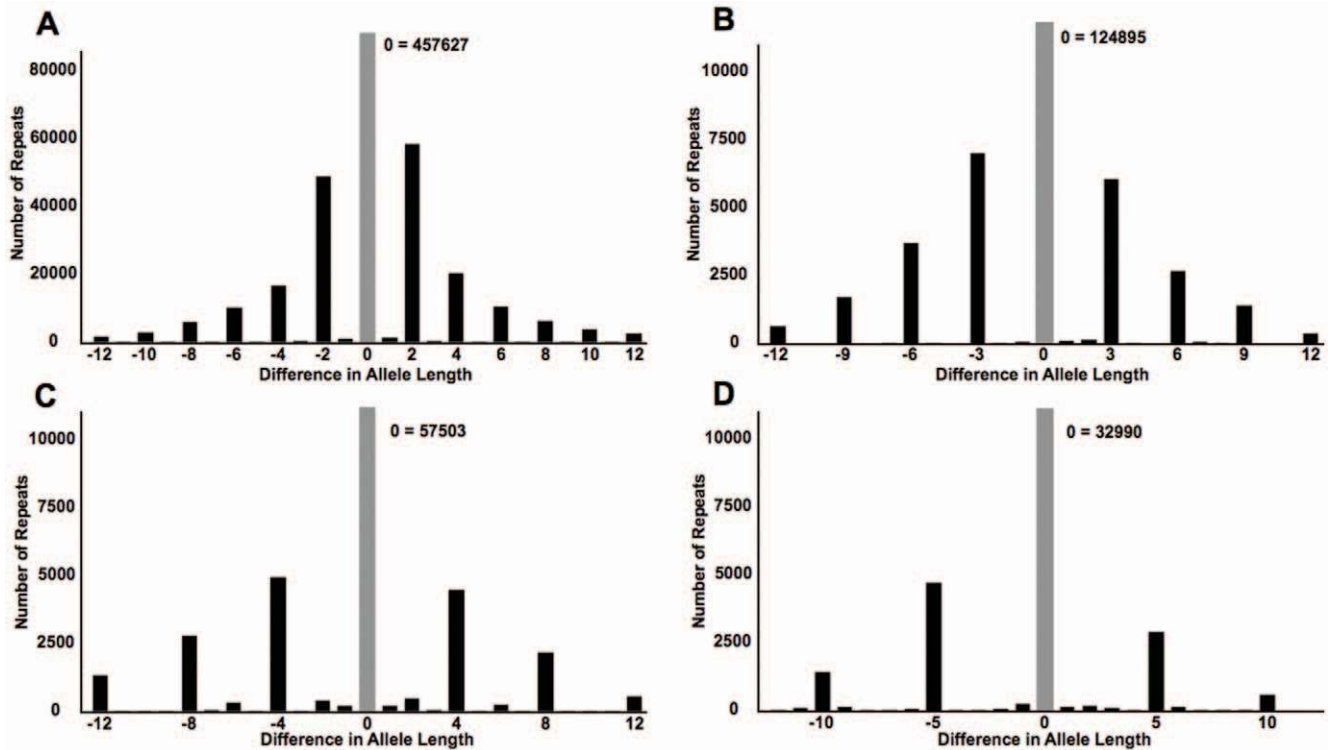 A
0 = 457627
80000
60000
40000
20000
0
Number of Repeats
-12 -10 -8 -6 -4 -2 0 2 4 6 8 10 12
Difference in Allele Length
B
0 = 124895
10000
7500
5000
2500
0
Number of Repeats
-12 -9 -6 -3 0 3 6 9 12
Difference in Allele Length
C
0 = 57503
10000
7500
5000
2500
0
Number of Repeats
-12 -8 -4 0 4 8 12
Difference in Allele Length
D
0 = 32990
10000
7500
5000
2500
0
Number of Repeats
-10 -5 0 5 10
Difference in Allele Length